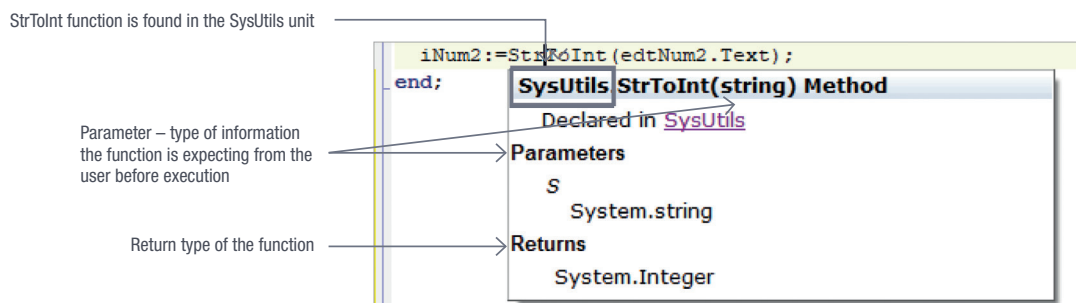 StrToInt function is found in the SysUtils unit
iNum2:=StrToInt(edtNum2.Text);
end;
SysUtils.StrToInt(string) Method
Declared in SysUtils
Parameter – type of information
the function is expecting from the
user before execution
Parameters
S
System.string
Return type of the function
Returns
System.Integer